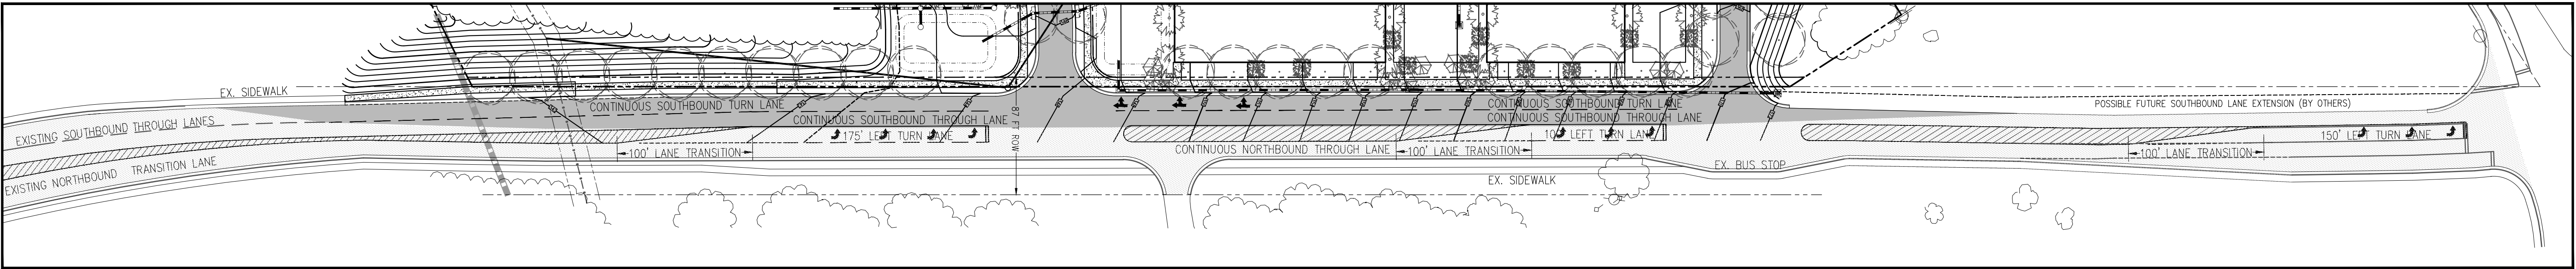 EX. SIDEWALK
EXISTING SOUTHBOUND THROUGH LANES
EXISTING NORTHBOUND TRANSITION LANE
CONTINUOUS SOUTHBOUND TURN LANE
CONTINUOUS SOUTHBOUND THROUGH LANE
175' LEFT TURN LANE
100' LANE TRANSITION
87 FT ROW
CONTINUOUS SOUTHBOUND TURN LANE
CONTINUOUS SOUTHBOUND THROUGH LANE
100' LEFT TURN LANE
CONTINUOUS NORTHBOUND THROUGH LANE
100' LANE TRANSITION
EX. SIDEWALK
EX. BUS STOP
POSSIBLE FUTURE SOUTHBOUND LANE EXTENSION (BY OTHERS)
150' LEFT TURN LANE
100' LANE TRANSITION